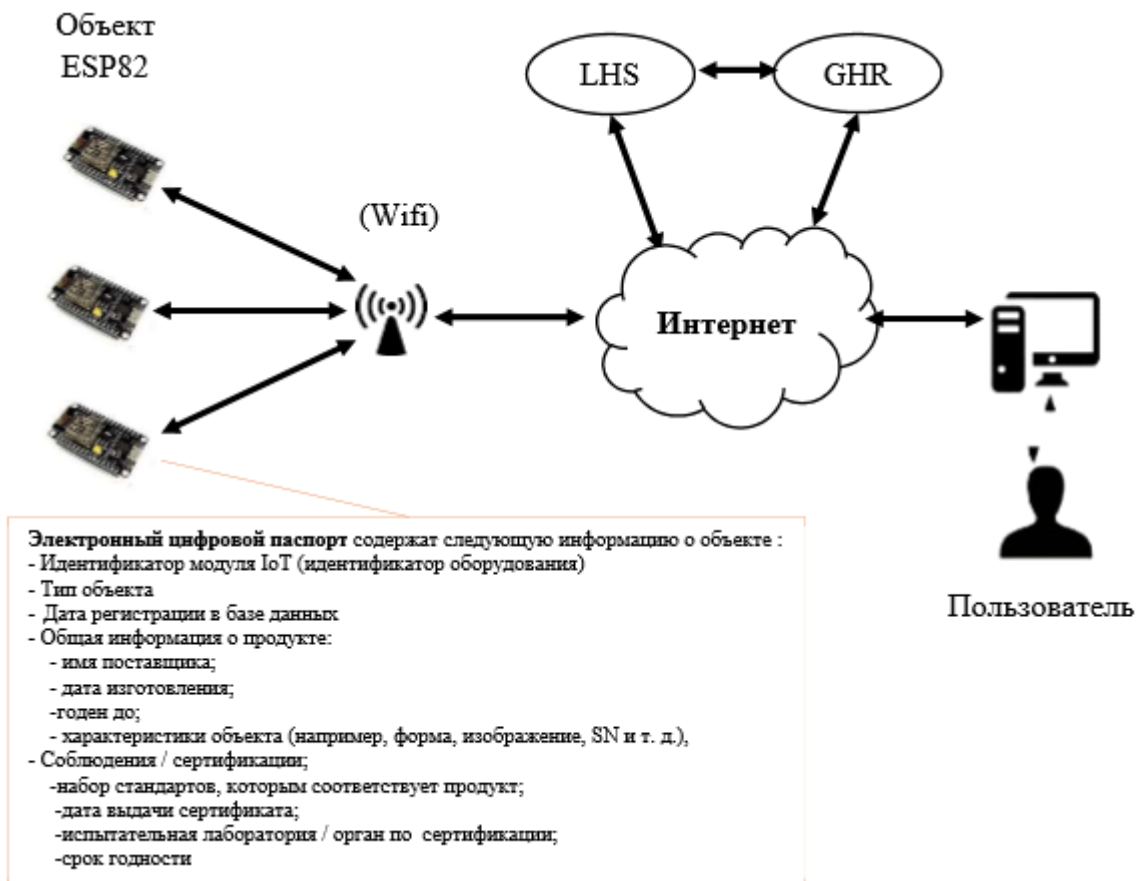 Объект
ESP82
LHS
GHR
(Wifi)
Интернет
Пользователь
Электронный цифровой паспорт содержат следующую информацию о объекте :
- Идентификатор модуля IoT (идентификатор оборудования)
- Тип объекта
- Дата регистрации в базе данных
- Общая информация о продукте:
- имя поставщика;
- дата изготовления;
-годен до;
- характеристики объекта (например, форма, изображение, SN и т. д.),
- Соблюдения / сертификации;
-набор стандартов, которым соответствует продукт;
-дата выдачи сертификата;
-испытательная лаборатория / орган по сертификации;
-срок годности